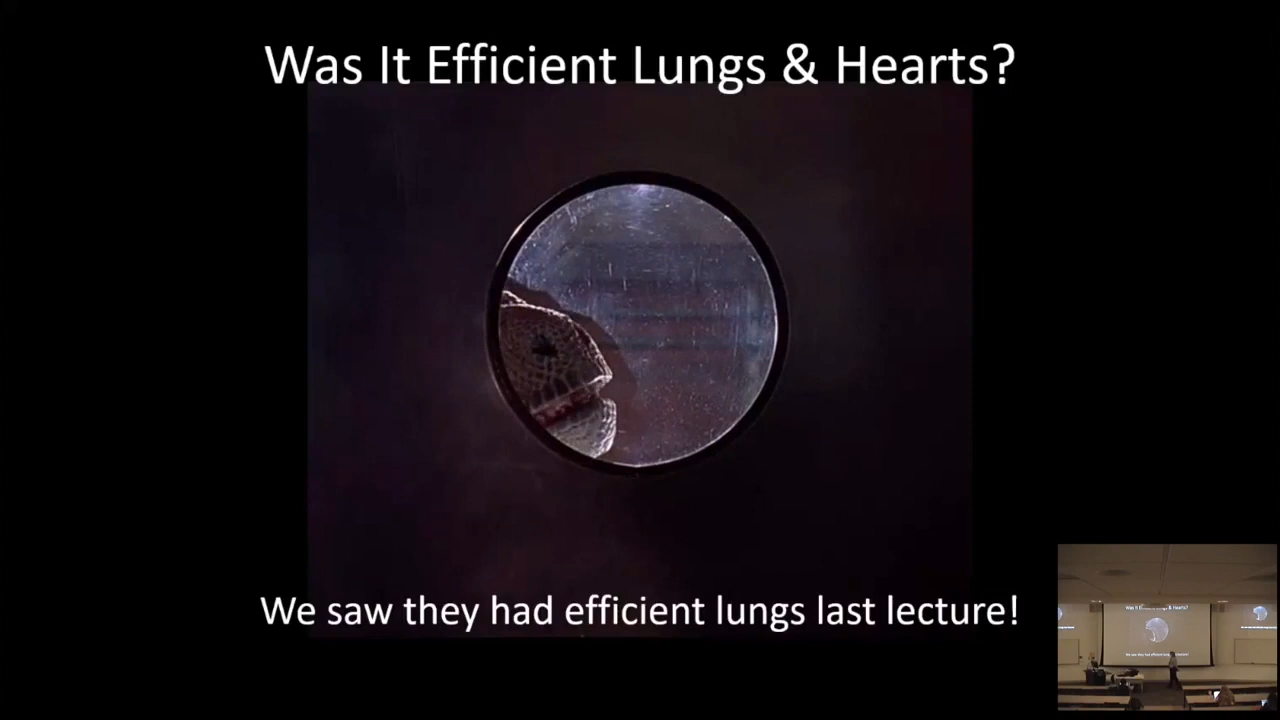 Was It Efficient Lungs & Hearts?
We saw they had efficient lungs last lecture!